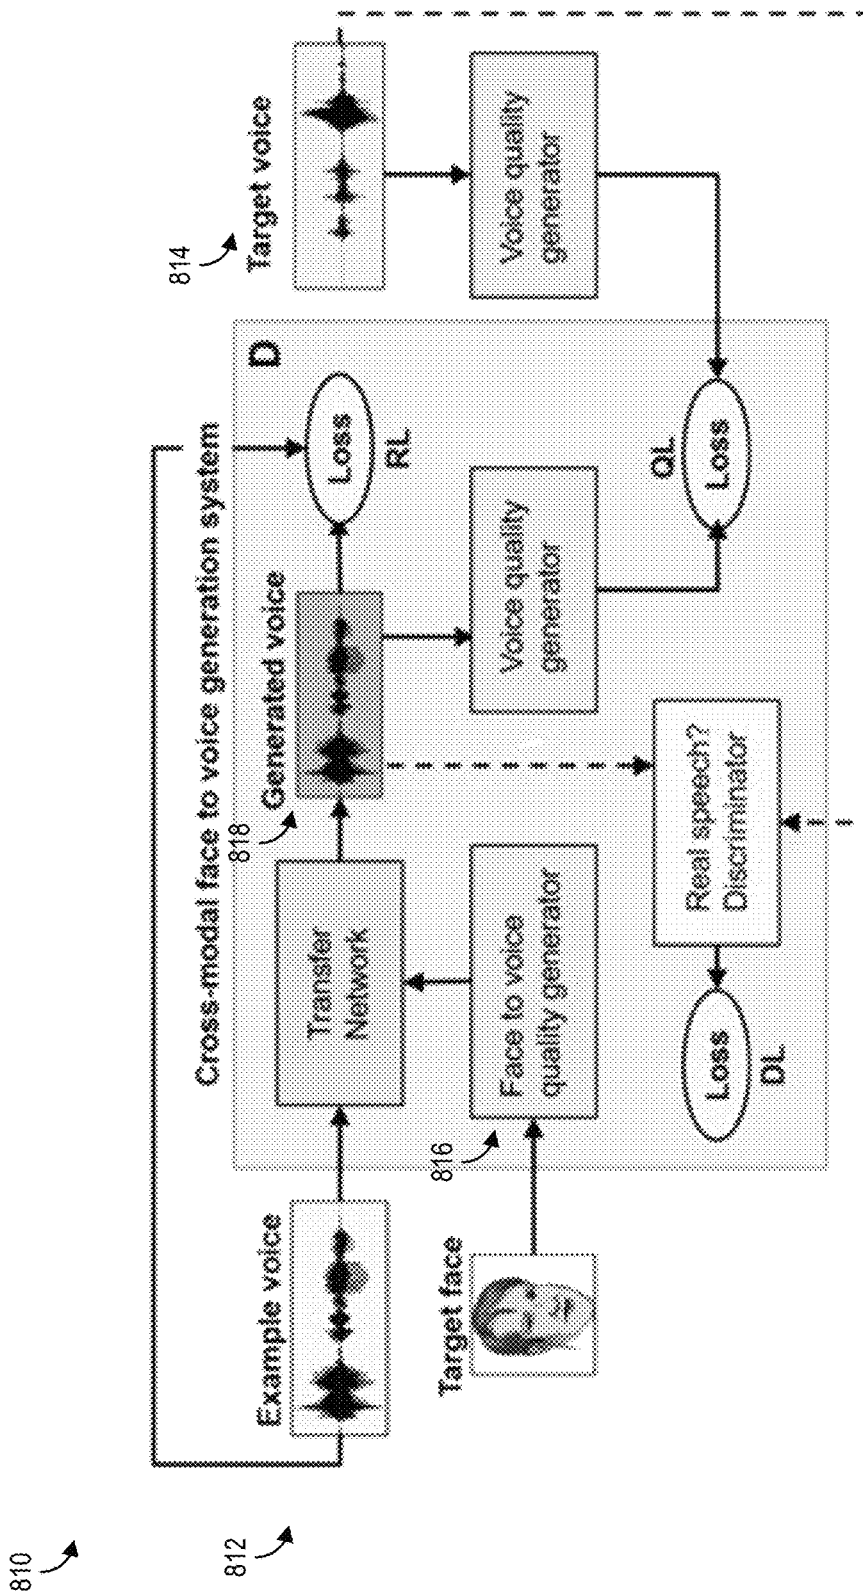 810
Cross-modal face to voice generation system
812
Example voice
Transfer
Network
818
Generated voice
D
Loss
RL
814
Target voice
Target face
816
Face to voice
quality generator
Voice quality
generator
Voice quality
generator
Loss
DL
Real speech?
Discriminator
QL
Loss